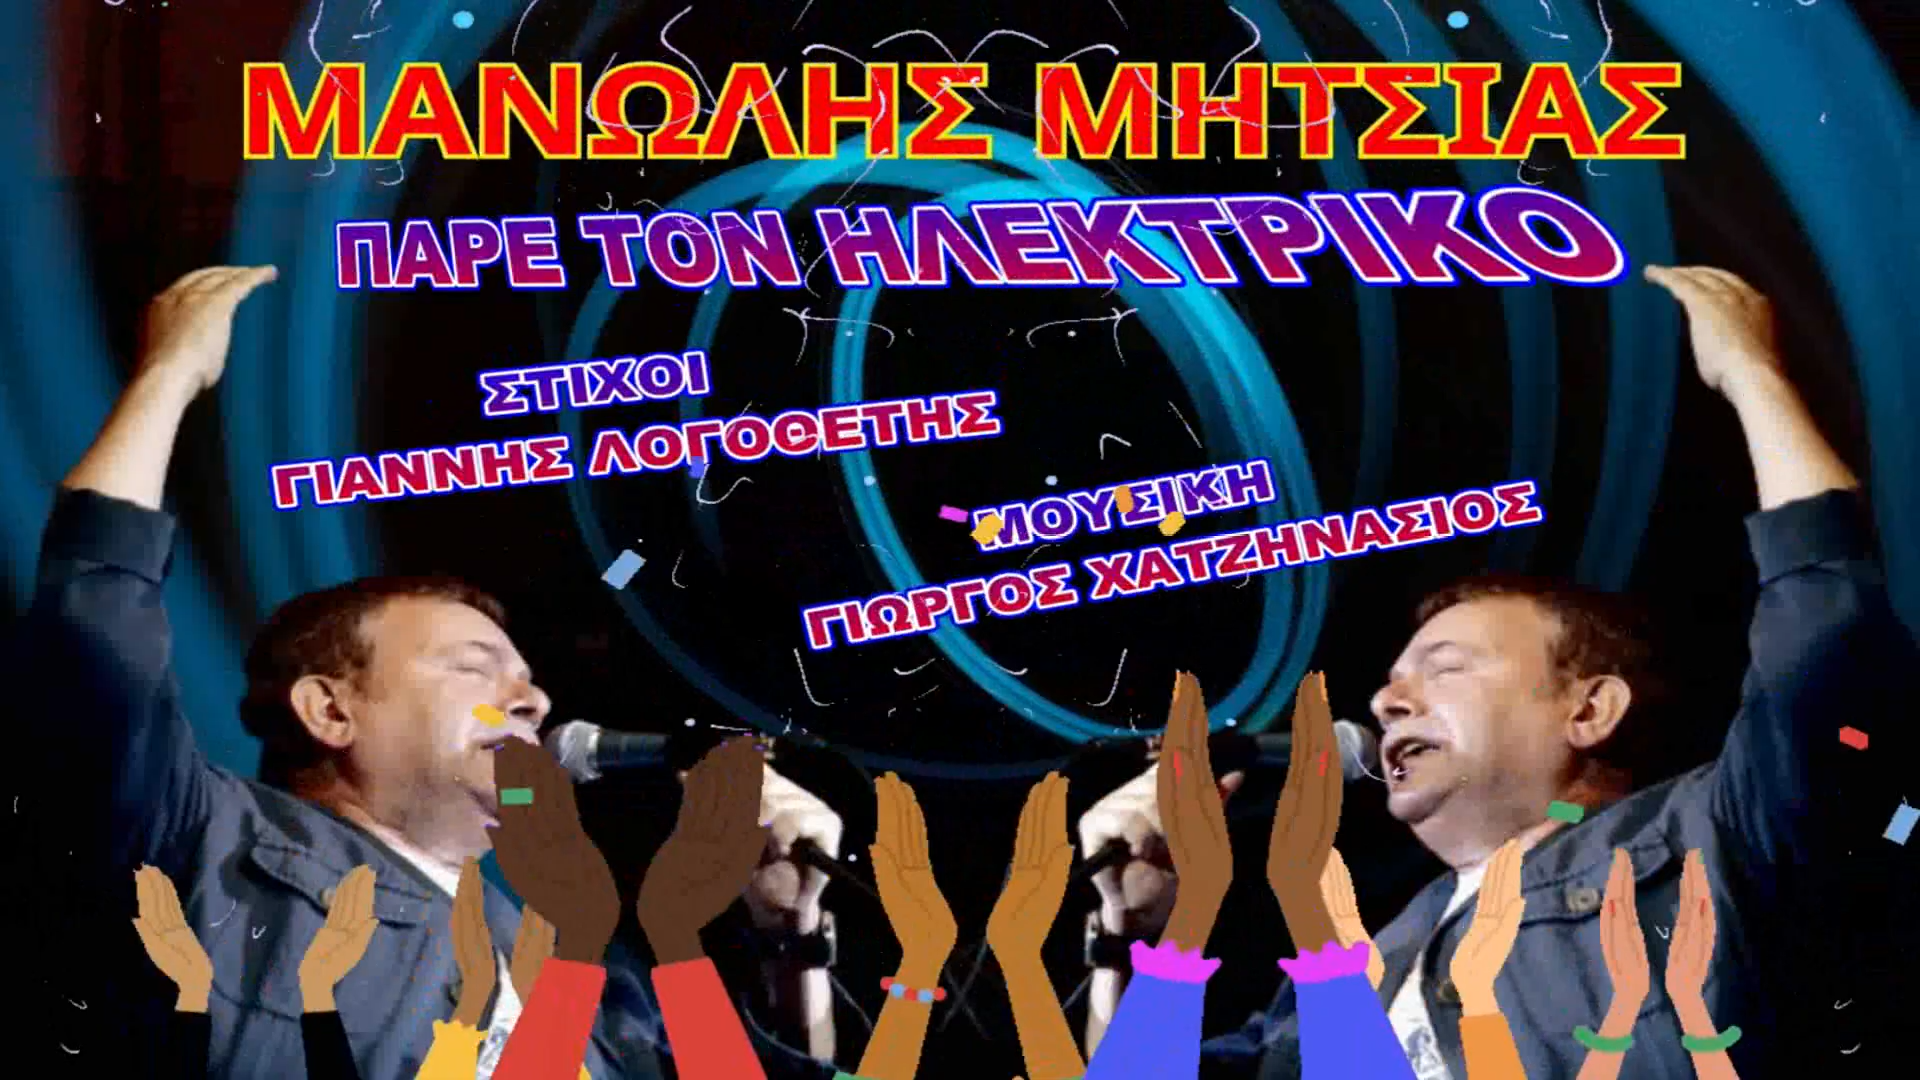 ΜΑΝΩΛΗΣ ΜΗΤΣΙΑΣ
ΠΑΡΕ ΤΟΝ ΗΛΕΚΤΡΙΚΟ
ΣΤΙΧΟΙ
ΓΙΑΝΝΗΣ ΛΟΓΟΘΕΤΗΣ
ΜΟΥΣΙΚΗ
ΓΙΩΡΓΟΣ ΧΑΤΖΗΝΑΣΙΟΣ